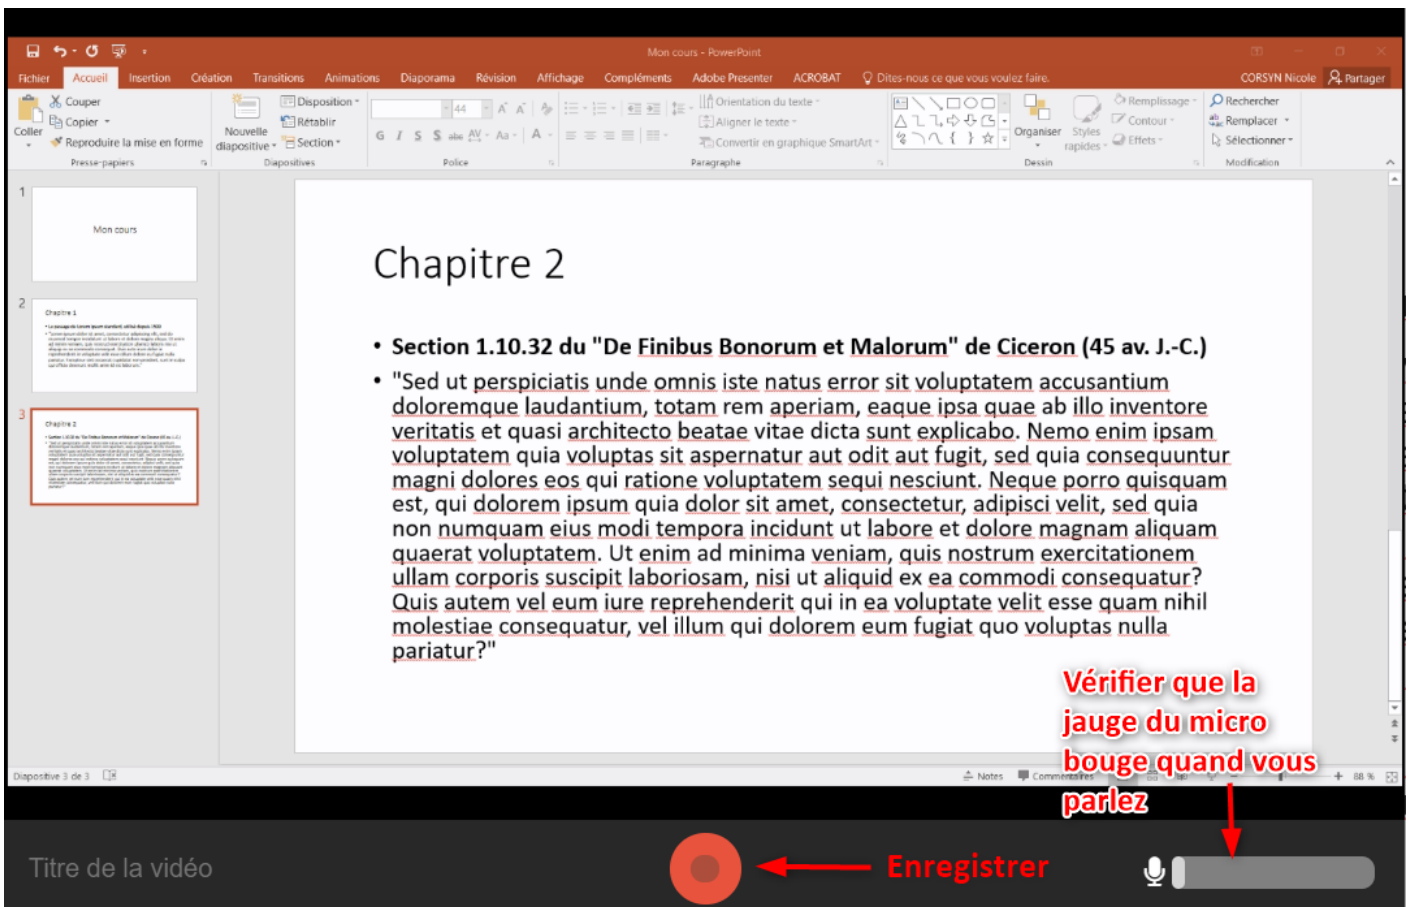 Mon cours - PowerPoint
Fichier Accueil Insertion Création Transitions Animations Diaporama Révision Affichage Compléments Adobe Presenter ACROBAT Dites-nous ce que vous voulez faire. CORSYN Nicole Partager
Coller
Couper
Copier
Reproduire la mise en forme
Presse-papiers
Nouvelle diapositive
Disposition
Rétablir
Section
Diapositives
44
G I S S abc AV Aa A
Police
Orientation du texte
Aligner le texte
Convertir en graphique SmartArt
Paragraphe
Organiser
Styles rapides
Remplissage
Contour
Effets
Dessin
Rechercher
Remplacer
Sélectionner
Modification
1
Mon cours
2
Chapitre 1
3
Chapitre 2
Chapitre 2
• Section 1.10.32 du "De Finibus Bonorum et Malorum" de Ciceron (45 av. J.-C.)
• "Sed ut perspiciatis unde omnis iste natus error sit voluptatem accusantium
doloremque laudantium, totam rem aperiam, eaque ipsa quae ab illo inventore
veritatis et quasi architecto beatae vitae dicta sunt explicabo. Nemo enim ipsam
voluptatem quia voluptas sit aspernatur aut odit aut fugit, sed quia consequuntur
magni dolores eos qui ratione voluptatem sequi nesciunt. Neque porro quisquam
est, qui dolorem ipsum quia dolor sit amet, consectetur, adipisci velit, sed quia
non numquam eius modi tempora incidunt ut labore et dolore magnam aliquam
quaerat voluptatem. Ut enim ad minima veniam, quis nostrum exercitationem
ullam corporis suscipit laboriosam, nisi ut aliquid ex ea commodi consequatur?
Quis autem vel eum iure reprehenderit qui in ea voluptate velit esse quam nihil
molestiae consequatur, vel illum qui dolorem eum fugiat quo voluptas nulla
pariatur?"
Vérifier que la
jauge du micro
bouge quand vous
parlez
Diapositive 3 de 3 Notes Commentaires 88 %
Titre de la vidéo
Enregistrer